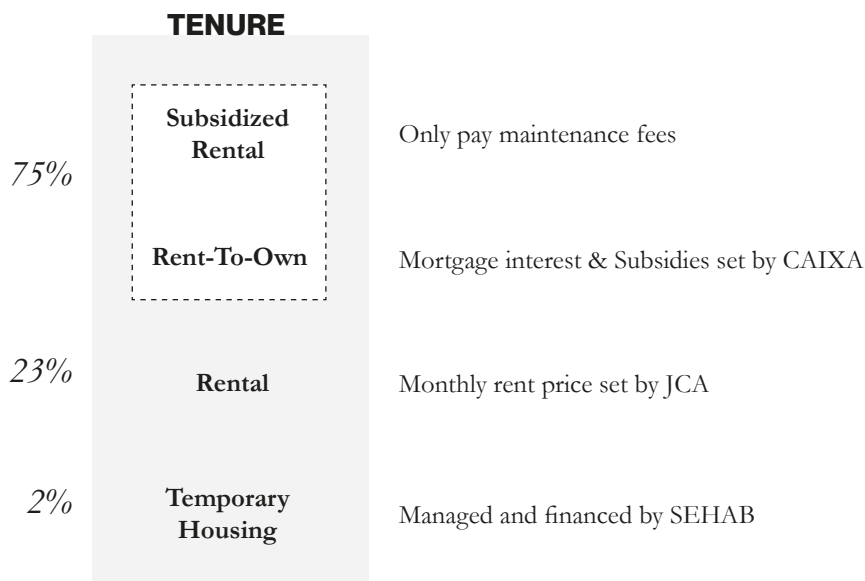 TENURE
75%
Subsidized
Rental
Only pay maintenance fees
Rent-To-Own
Mortgage interest & Subsidies set by CAIXA
23%
Rental
Monthly rent price set by JCA
2%
Temporary
Housing
Managed and financed by SEHAB